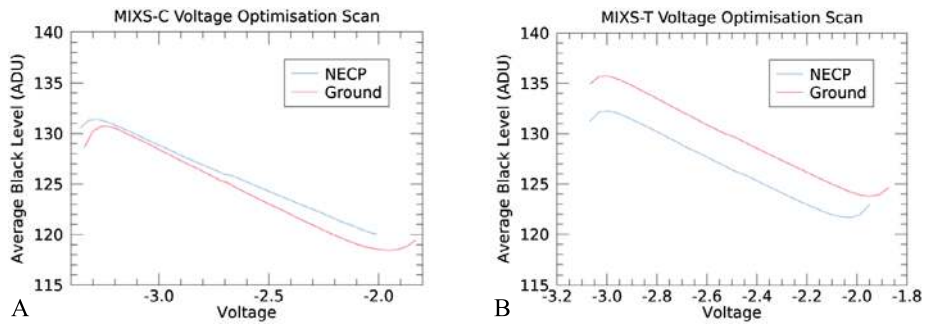 MIXS-C Voltage Optimisation Scan
140
135
130
125
120
115
Average Black Level (ADU)
NECP
Ground
-3.0
-2.5
-2.0
Voltage
A
MIXS-T Voltage Optimisation Scan
140
135
130
125
120
115
Average Black Level (ADU)
NECP
Ground
-3.2
-3.0
-2.8
-2.6
-2.4
-2.2
-2.0
-1.8
Voltage
B